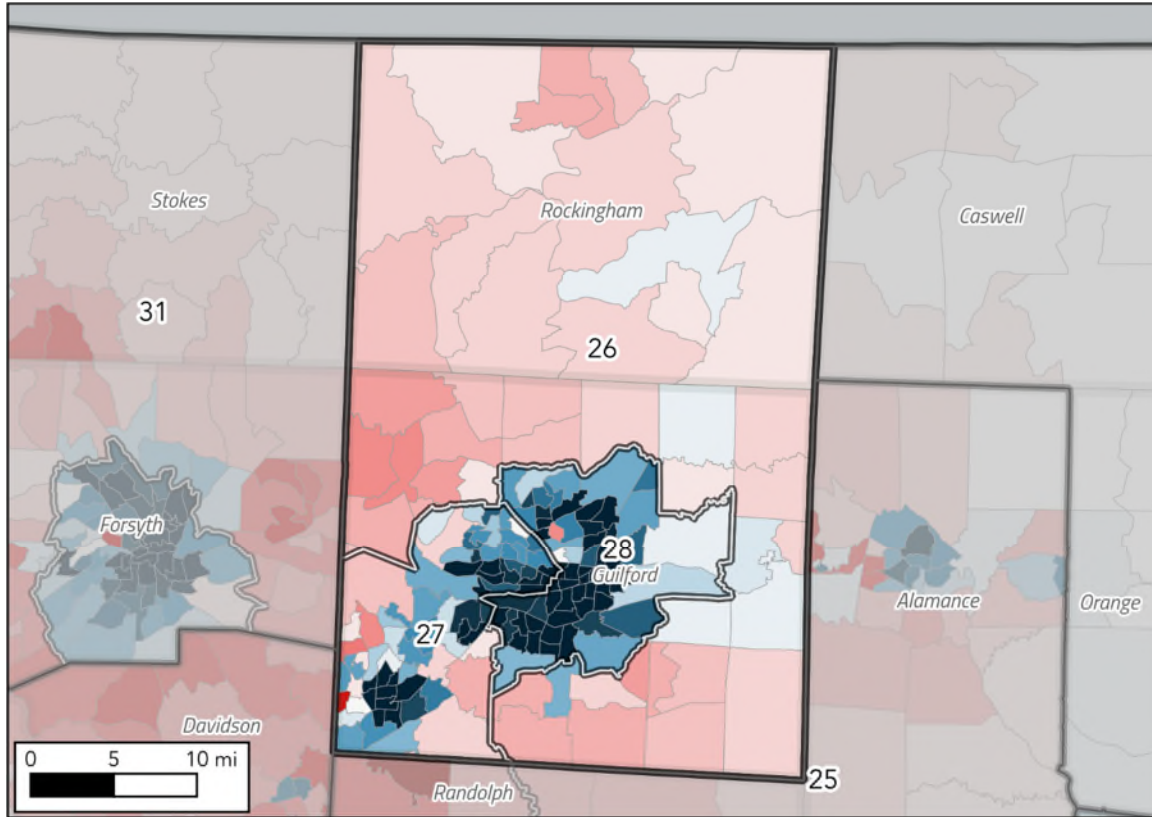 Stokes
Rockingham
Caswell
31
26
Forsyth
28
Guilford
27
Alamance
Orange
Davidson
0 5 10 mi
Randolph
25